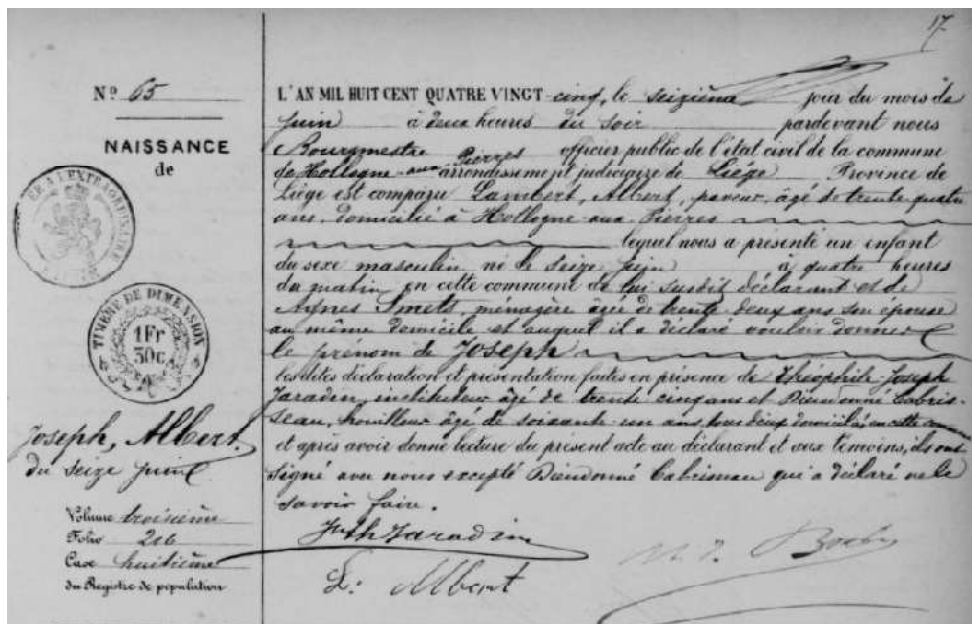 17
Nº 65
NAISSANCE
de
TIMBRE DE DIMENSION
1Fr
30c
Joseph, Albert.
du seize juin
Volume troisième
Folio 216
Case huitième
du Registre de population
L'AN MIL HUIT CENT QUATRE VINGT cinq, le seizième jour du mois de
juin à deux heures du soir pardevant nous
Bourgmestre officier public de l'état civil de la commune
de Hollogne-aux-Pierres arrondissement judiciaire de Liège Province de
Liège est comparu Lambert, Albert, paveur, âgé de trente quatre
ans, domicilié à Hollogne-aux-Pierres
lequel nous a présenté un enfant
du sexe masculin né le seize juin à quatre heures
du matin en cette commune de lui susdit déclarant et de
Agnès Smets, ménagère âgée de trente deux ans son épouse
au même domicile et auquel il a déclaré vouloir donner
le prénom de Joseph
lesdites déclaration et présentation faites en présence de Théophile-Joseph
Jaradin, instituteur âgé de trente cinq ans et Dieudonné
houilleur âgé de soixante un ans, tous deux domiciliés en cette
et après avoir donné lecture du présent acte au déclarant et aux témoins, ils ont
signé avec nous excepté Dieudonné qui a déclaré ne le
savoir faire.
Jaradin
L. Albert